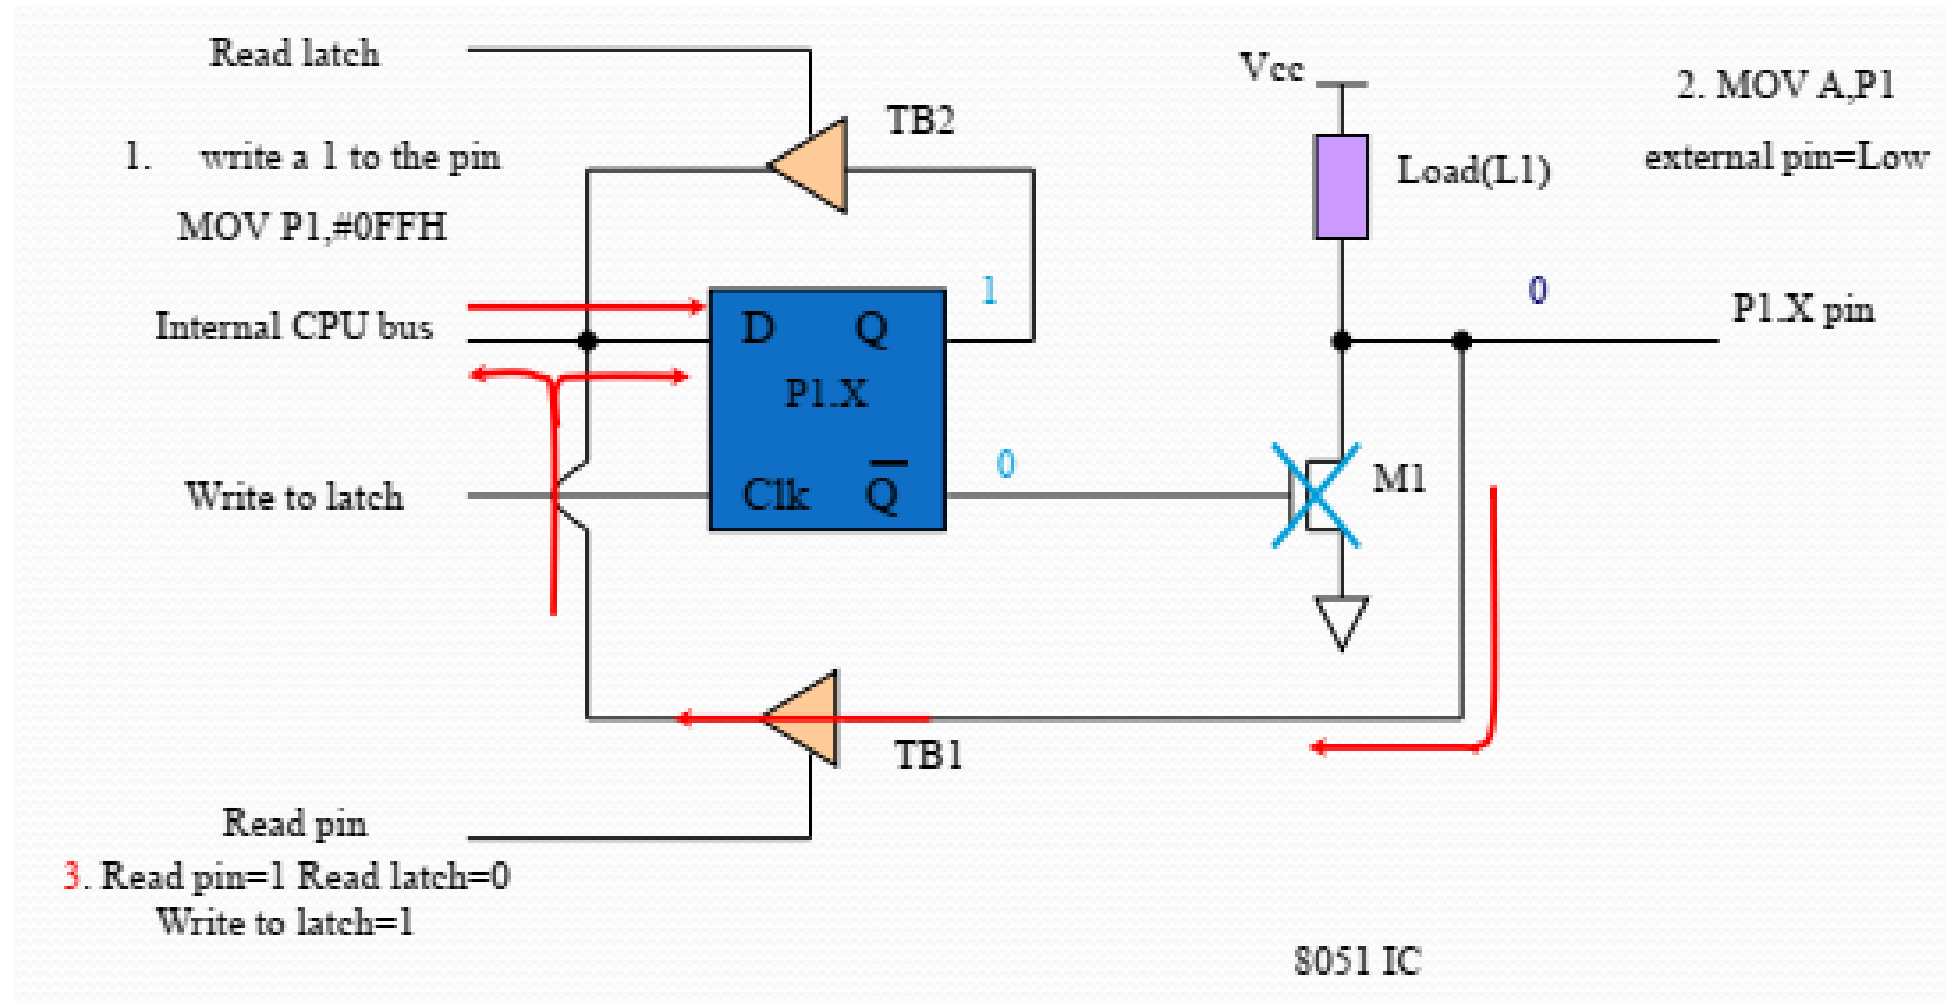 Read latch
Vcc
2. MOV A,P1
TB2
1. write a 1 to the pin
Load(L1)
external pin=Low
MOV P1,#0FFH
1
0
Internal CPU bus
D Q
P1.X pin
P1.X
0
M1
Write to latch
Clk Q̅
TB1
Read pin
3. Read pin=1 Read latch=0
Write to latch=1
8051 IC